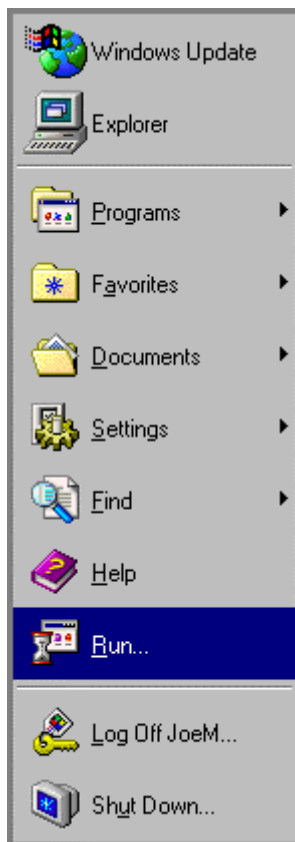 Windows Update
Explorer
Programs
Favorites
Documents
Settings
Find
Help
Run...
Log Off JoeM...
Shut Down...